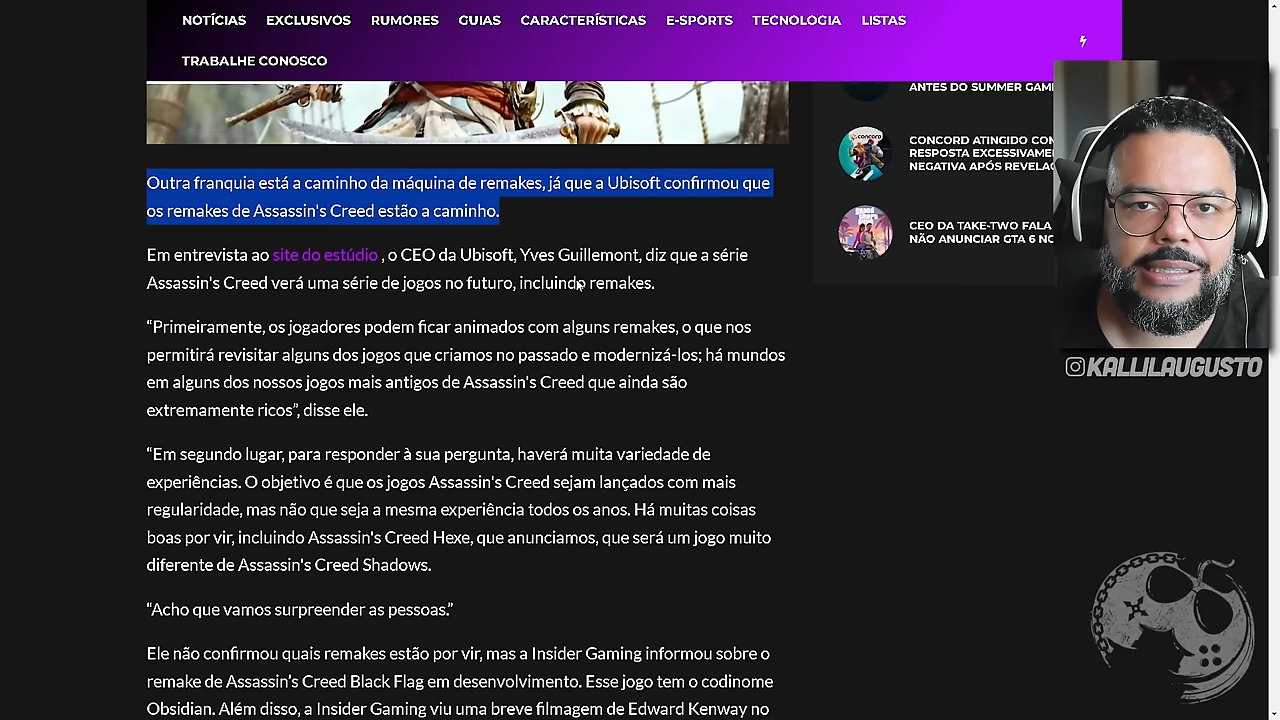 NOTÍCIAS EXCLUSIVOS RUMORES GUIAS CARACTERÍSTICAS E-SPORTS TECNOLOGIA LISTAS
TRABALHE CONOSCO
Outra franquia está a caminho da máquina de remakes, já que a Ubisoft confirmou que
os remakes de Assassin's Creed estão a caminho.
Em entrevista ao site do estúdio , o CEO da Ubisoft, Yves Guillemont, diz que a série
Assassin's Creed verá uma série de jogos no futuro, incluindo remakes.
“Primeiramente, os jogadores podem ficar animados com alguns remakes, o que nos
permitirá revisitar alguns dos jogos que criamos no passado e modernizá-los; há mundos
em alguns dos nossos jogos mais antigos de Assassin's Creed que ainda são
extremamente ricos”, disse ele.
“Em segundo lugar, para responder à sua pergunta, haverá muita variedade de
experiências. O objetivo é que os jogos Assassin's Creed sejam lançados com mais
regularidade, mas não que seja a mesma experiência todos os anos. Há muitas coisas
boas por vir, incluindo Assassin's Creed Hexe, que anunciamos, que será um jogo muito
diferente de Assassin's Creed Shadows.
“Acho que vamos surpreender as pessoas.”
Ele não confirmou quais remakes estão por vir, mas a Insider Gaming informou sobre o
remake de Assassin’s Creed Black Flag em desenvolvimento. Esse jogo tem o codinome
Obsidian. Além disso, a Insider Gaming viu uma breve filmagem de Edward Kenway no
ANTES DO SUMMER GAM
concord
CONCORD ATINGIDO COM
RESPOSTA EXCESSIVAME
NEGATIVA APÓS REVELAÇ
CEO DA TAKE-TWO FALA
NÃO ANUNCIAR GTA 6 NO
KALLILAUGUSTO